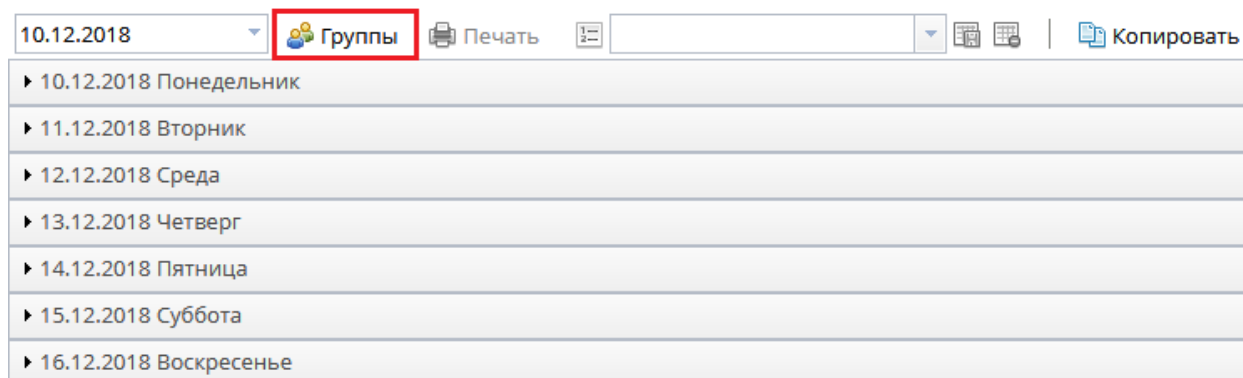 10.12.2018 Группы Печать Копировать
10.12.2018 Понедельник
11.12.2018 Вторник
12.12.2018 Среда
13.12.2018 Четверг
14.12.2018 Пятница
15.12.2018 Суббота
16.12.2018 Воскресенье